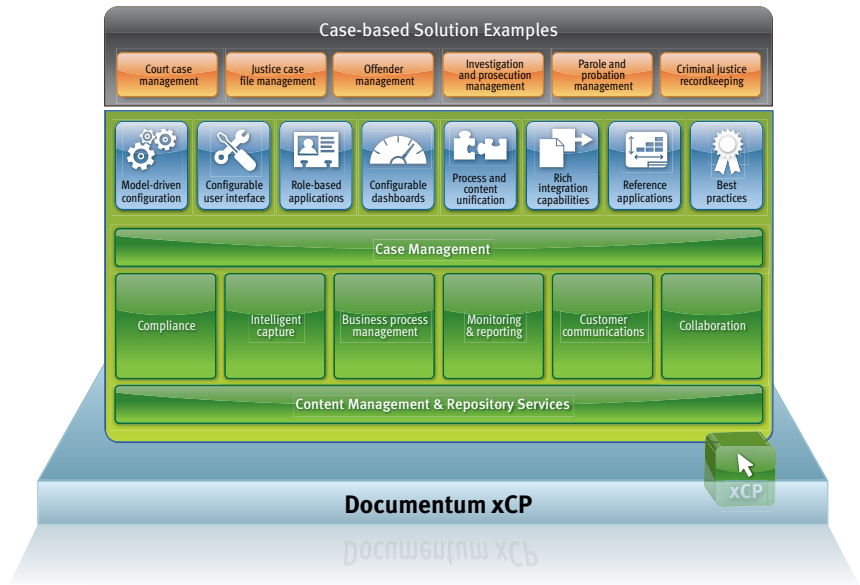 Case-based Solution Examples
Court case
management
Justice case
file management
Offender
management
Investigation
and prosecution
management
Parole and
probation
management
Criminal justice
recordkeeping
Model-driven
configuration
Configurable
user interface
Role-based
applications
Configurable
dashboards
Process and
content
unification
Rich
integration
capabilities
Reference
applications
Best
practices
Case Management
Compliance
Intelligent
capture
Business process
management
Monitoring
& reporting
Customer
communications
Collaboration
Content Management & Repository Services
xCP
Documentum xCP
Documentum xCP